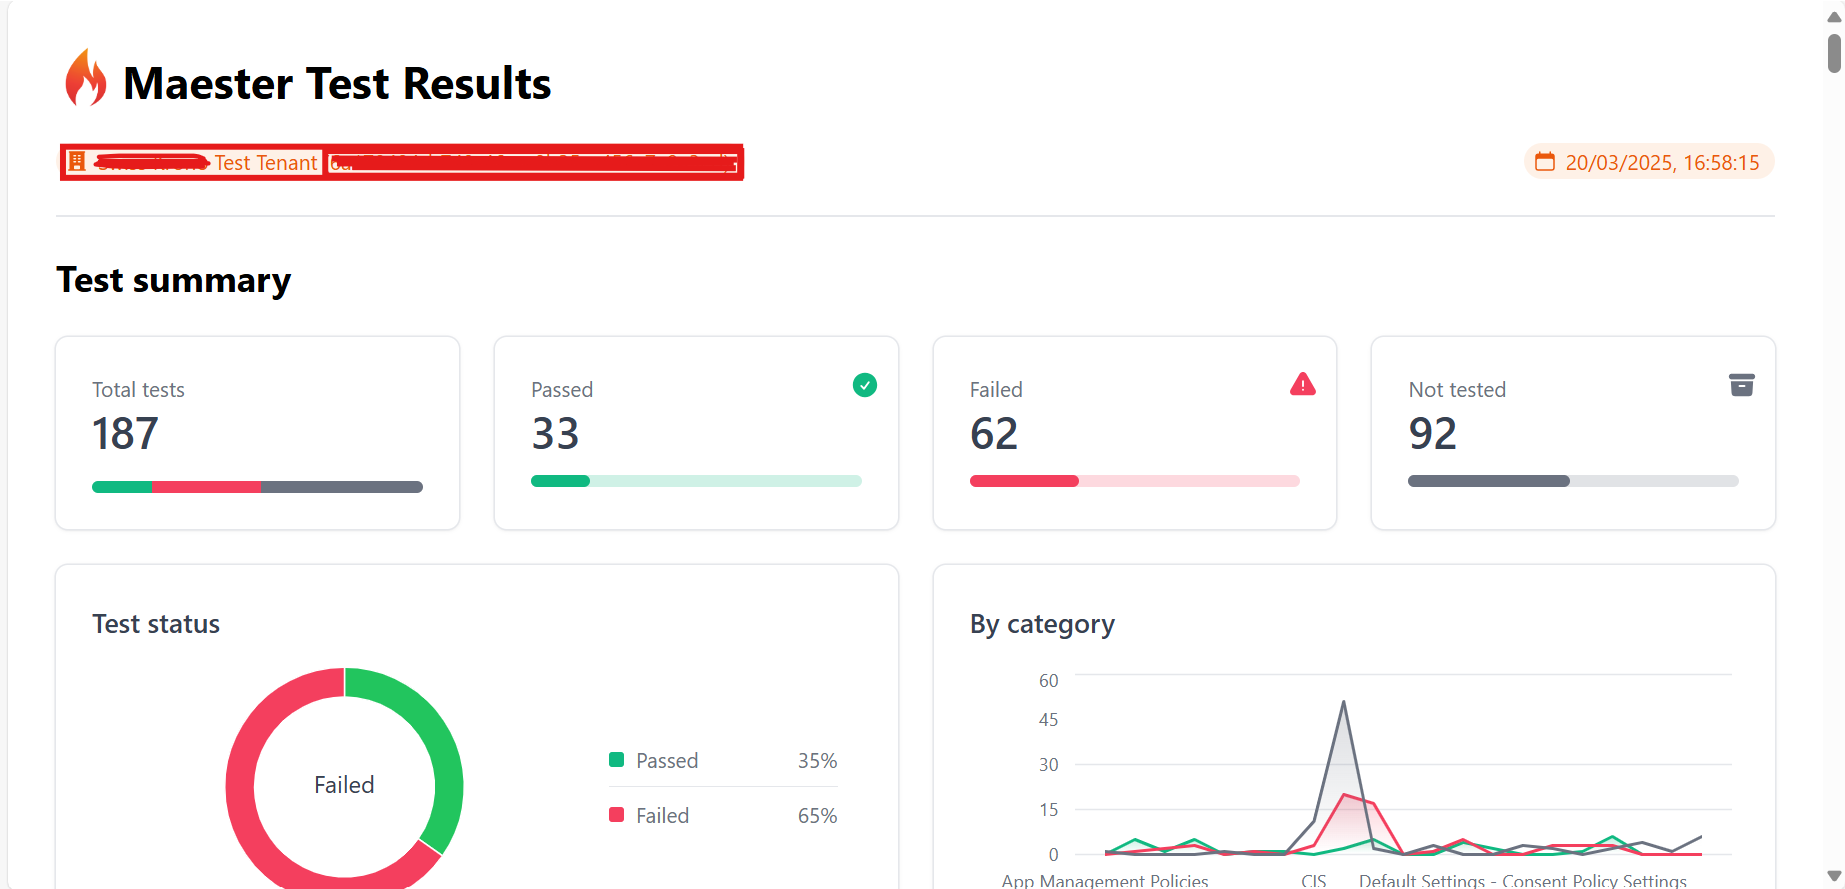 Maester Test Results
Test Tenant
20/03/2025, 16:58:15
Test summary
Total tests
187
Passed
33
Failed
62
Not tested
92
Test status
Failed
Passed 35%
Failed 65%
By category
60
45
30
15
0
App Management Policies
CIS
Default Settings - Consent Policy Settings